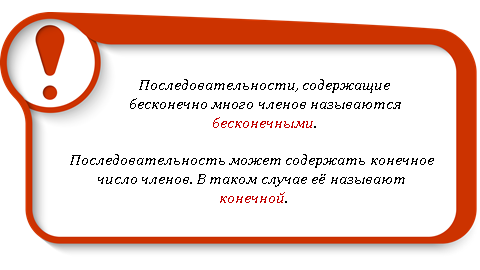 Последовательности, содержащие
бесконечно много членов называются
бесконечными.
Последовательность может содержать конечное
число членов. В таком случае её называют
конечной.